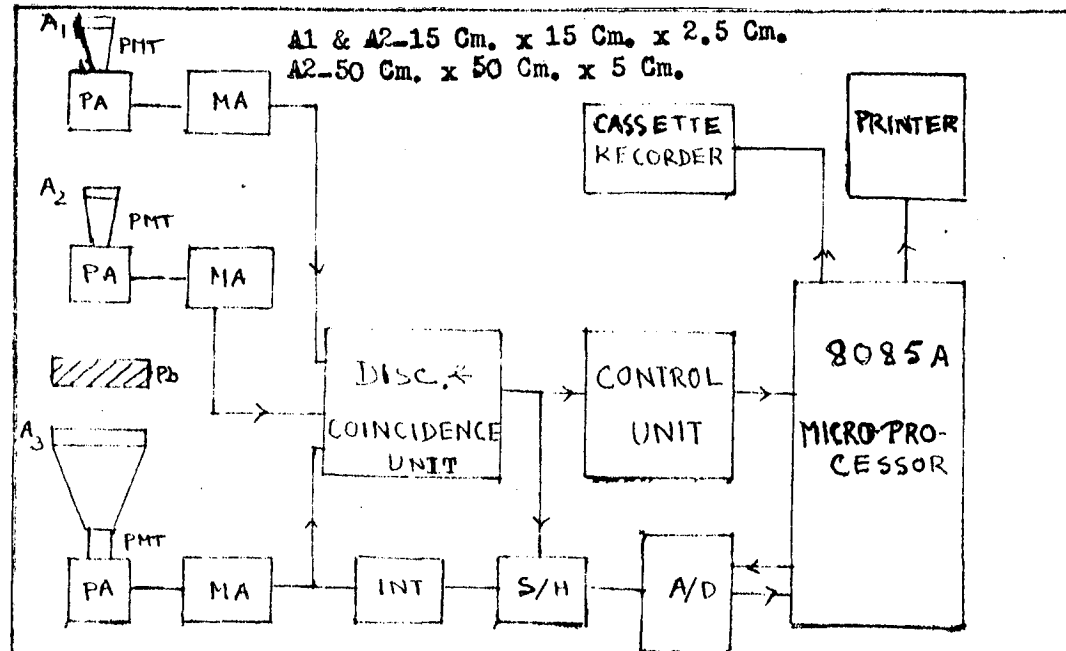 A1 & A2-15 Cm. x 15 Cm. x 2.5 Cm.
A2-50 Cm. x 50 Cm. x 5 Cm.
A1
PMT
PA
MA
CASSETTE
RECORDER
PRINTER
A2
PMT
PA
MA
Pb
DISC. &
COINCIDENCE
UNIT
CONTROL
UNIT
8085A
MICRO-PRO-
CESSOR
A3
PMT
PA
MA
INT
S/H
A/D